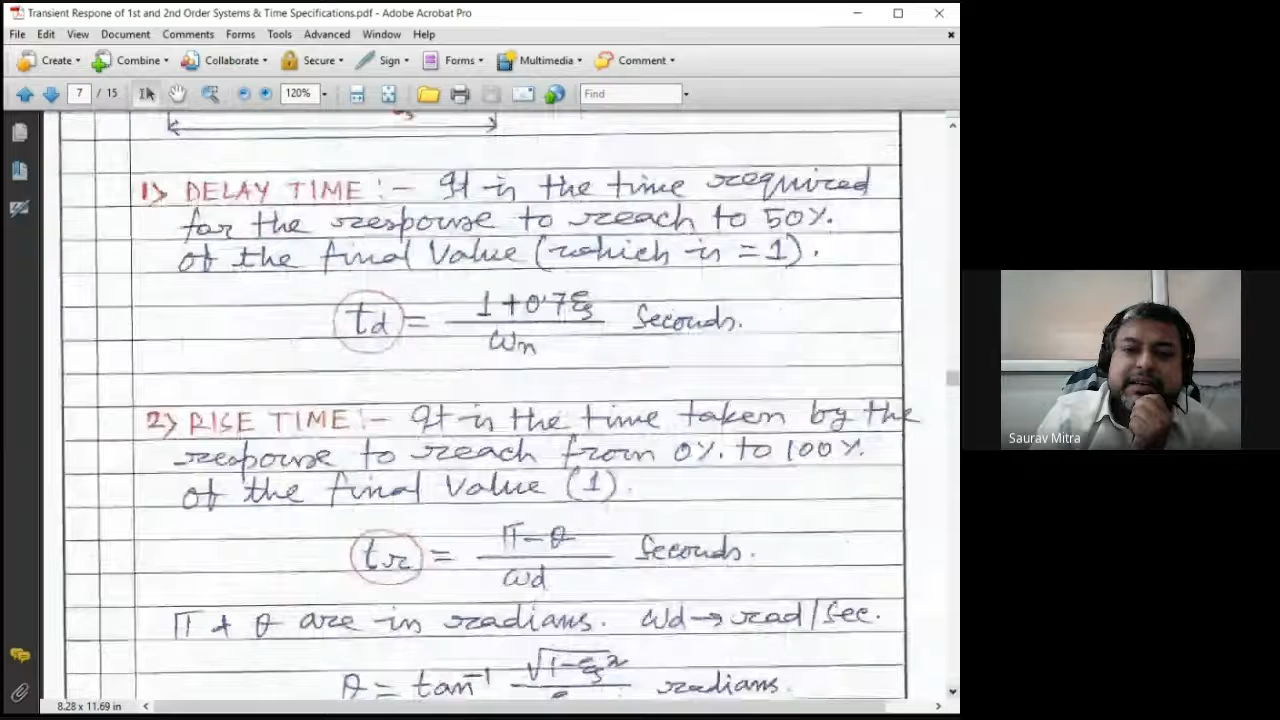 Transient Respone of 1st and 2nd Order Systems & Time Specifications.pdf - Adobe Acrobat Pro
File Edit View Document Comments Forms Tools Advanced Window Help
Create Combine Collaborate Secure Sign Forms Multimedia Comment
7 / 15 120% Find
1) DELAY TIME :- It is the time required
for the response to reach to 50%.
of the final Value (which is = 1).
td = 1+0.7ξ / ωn Seconds.
2) RISE TIME :- It is the time taken by the
response to reach from 0% to 100%
of the final Value (1).
tr = π-θ / ωd Seconds.
π & θ are in radians. ωd → rad/Sec.
θ = tan⁻¹ √1-ξ² radians.
8.28 x 11.69 in
Saurav Mitra